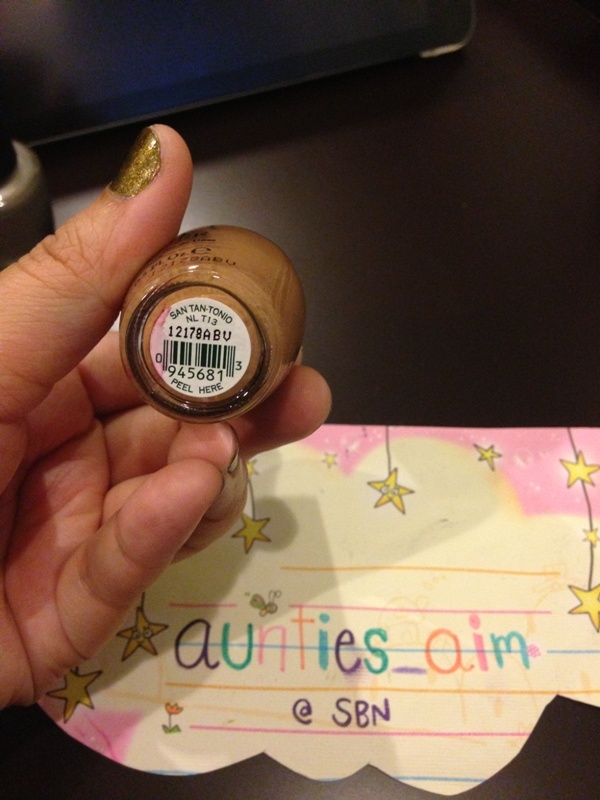 SAN TAN-TONIO
NL T13
12178ABV
0 945681 3
PEEL HERE
aunties_aim
@ SBN